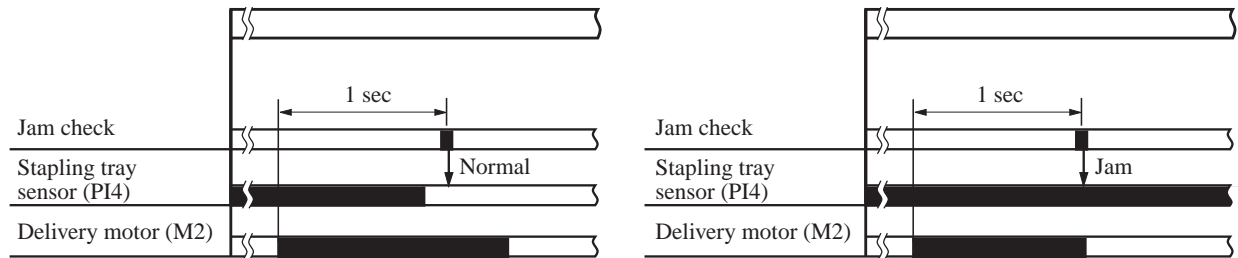 1 sec
Jam check
Normal
Stapling tray
sensor (PI4)
Delivery motor (M2)
1 sec
Jam check
Jam
Stapling tray
sensor (PI4)
Delivery motor (M2)